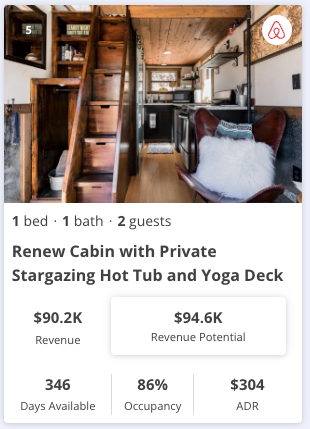 5
1 bed · 1 bath · 2 guests
Renew Cabin with Private
Stargazing Hot Tub and Yoga Deck
$90.2K
Revenue
$94.6K
Revenue Potential
346
Days Available
86%
Occupancy
$304
ADR